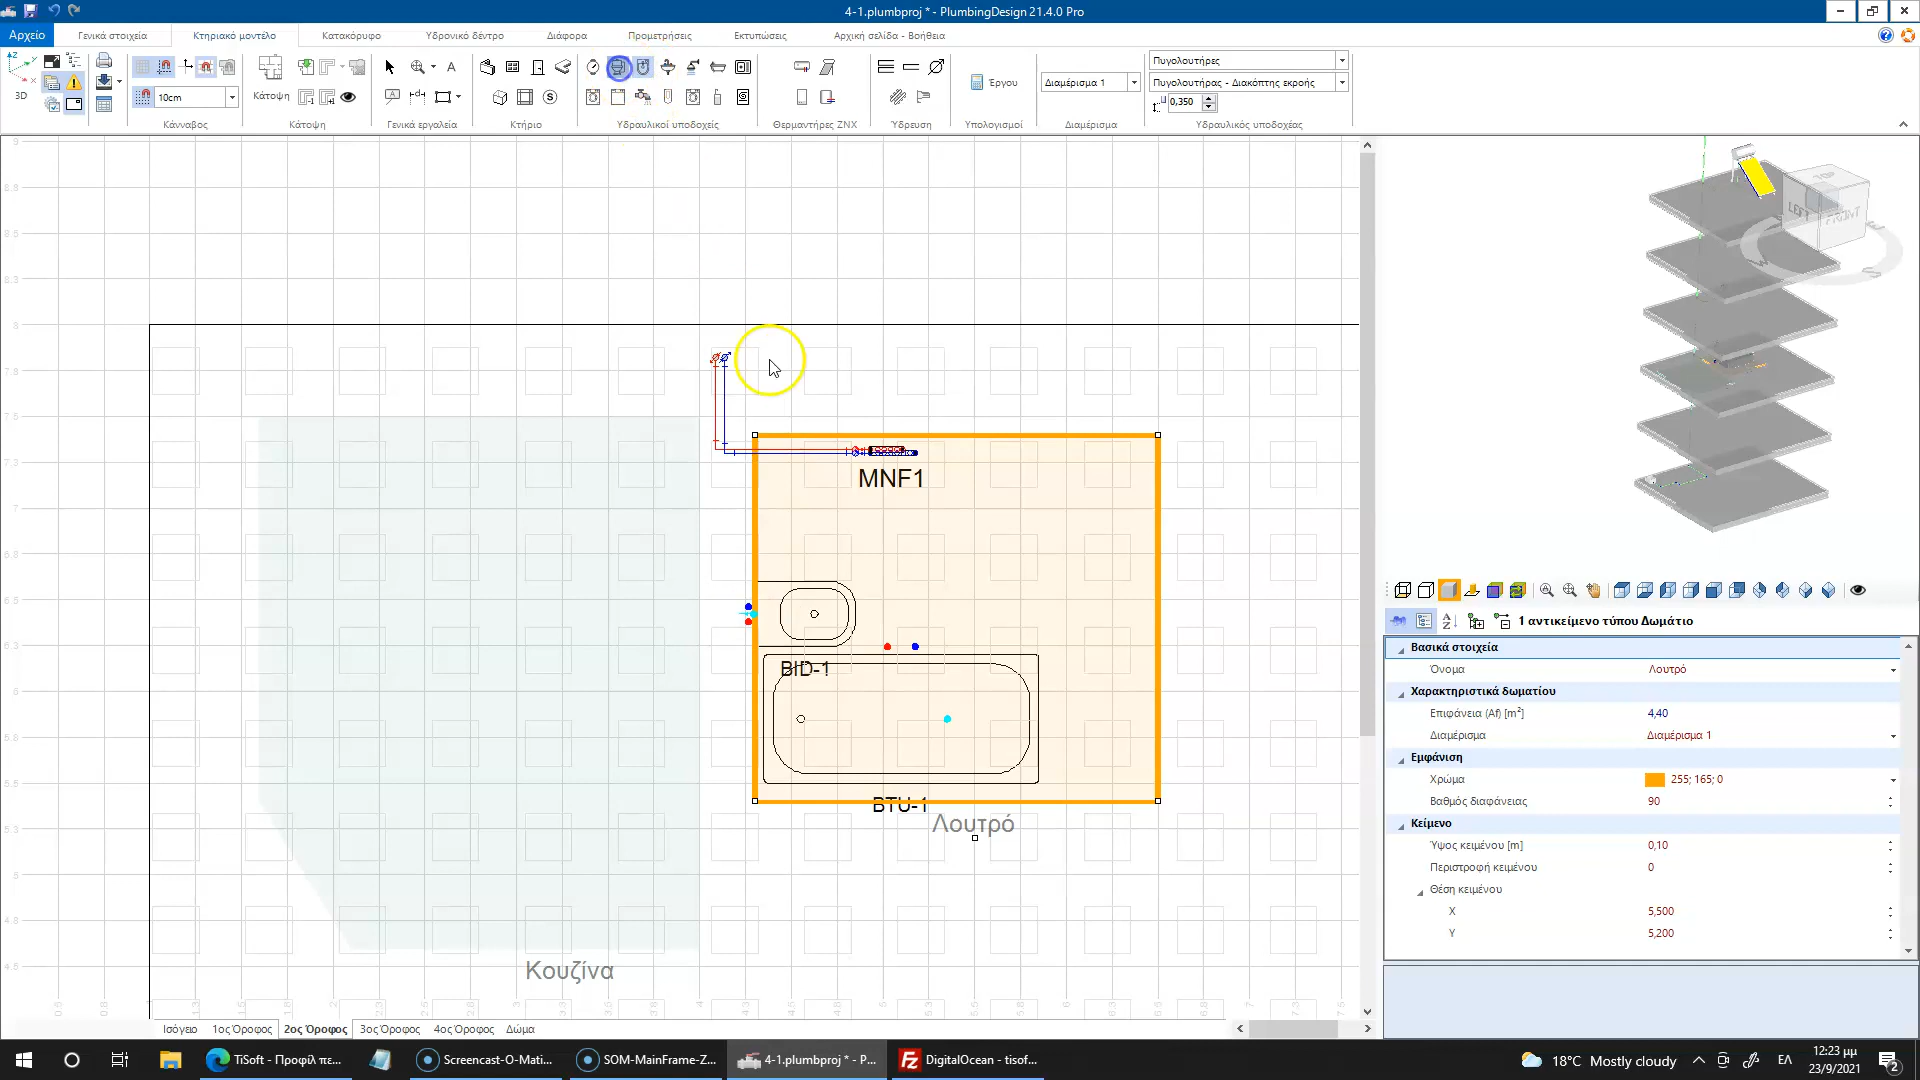 4-1.plumbproj * - PlumbingDesign 21.4.0 Pro
Αρχείο
Γενικά στοιχεία
Κτηριακό μοντέλο
Κατακόρυφο
Υδρονικό δέντρο
Διάφορα
Προμετρήσεις
Εκτυπώσεις
Αρχική σελίδα - Βοήθεια
3D
10cm
Κάνναβος
Κάτοψη
Κάτοψη
Γενικά εργαλεία
Κτήριο
Υδραυλικοί υποδοχείς
Θερμαντήρες ΖΝΧ
Ύδρευση
Έργου
Υπολογισμοί
Διαμέρισμα 1
Διαμέρισμα
Πυγολουτήρες
Πυγολουτήρας - Διακόπτης εκροής
0,350
Υδραυλικός υποδοχέας
MNF1
BID-1
BTU-1
Λουτρό
Κουζίνα
TOP
LEFT
FRONT
1 αντικείμενο τύπου Δωμάτιο
Βασικά στοιχεία
Όνομα Λουτρό
Χαρακτηριστικά δωματίου
Επιφάνεια (Af) [m²] 4,40
Διαμέρισμα Διαμέρισμα 1
Εμφάνιση
Χρώμα 255; 165; 0
Βαθμός διαφάνειας 90
Κείμενο
Ύψος κειμένου [m] 0,10
Περιστροφή κειμένου 0
Θέση κειμένου
X 5,500
Y 5,200
Ισόγειο 1ος Όροφος 2ος Όροφος 3ος Όροφος 4ος Όροφος Δώμα
TiSoft - Προφίλ πε...
Screencast-O-Mati...
SOM-MainFrame-Z...
4-1.plumbproj * - P...
DigitalOcean - tisof...
18°C Mostly cloudy
ΕΛ
12:23 μμ
23/9/2021
2